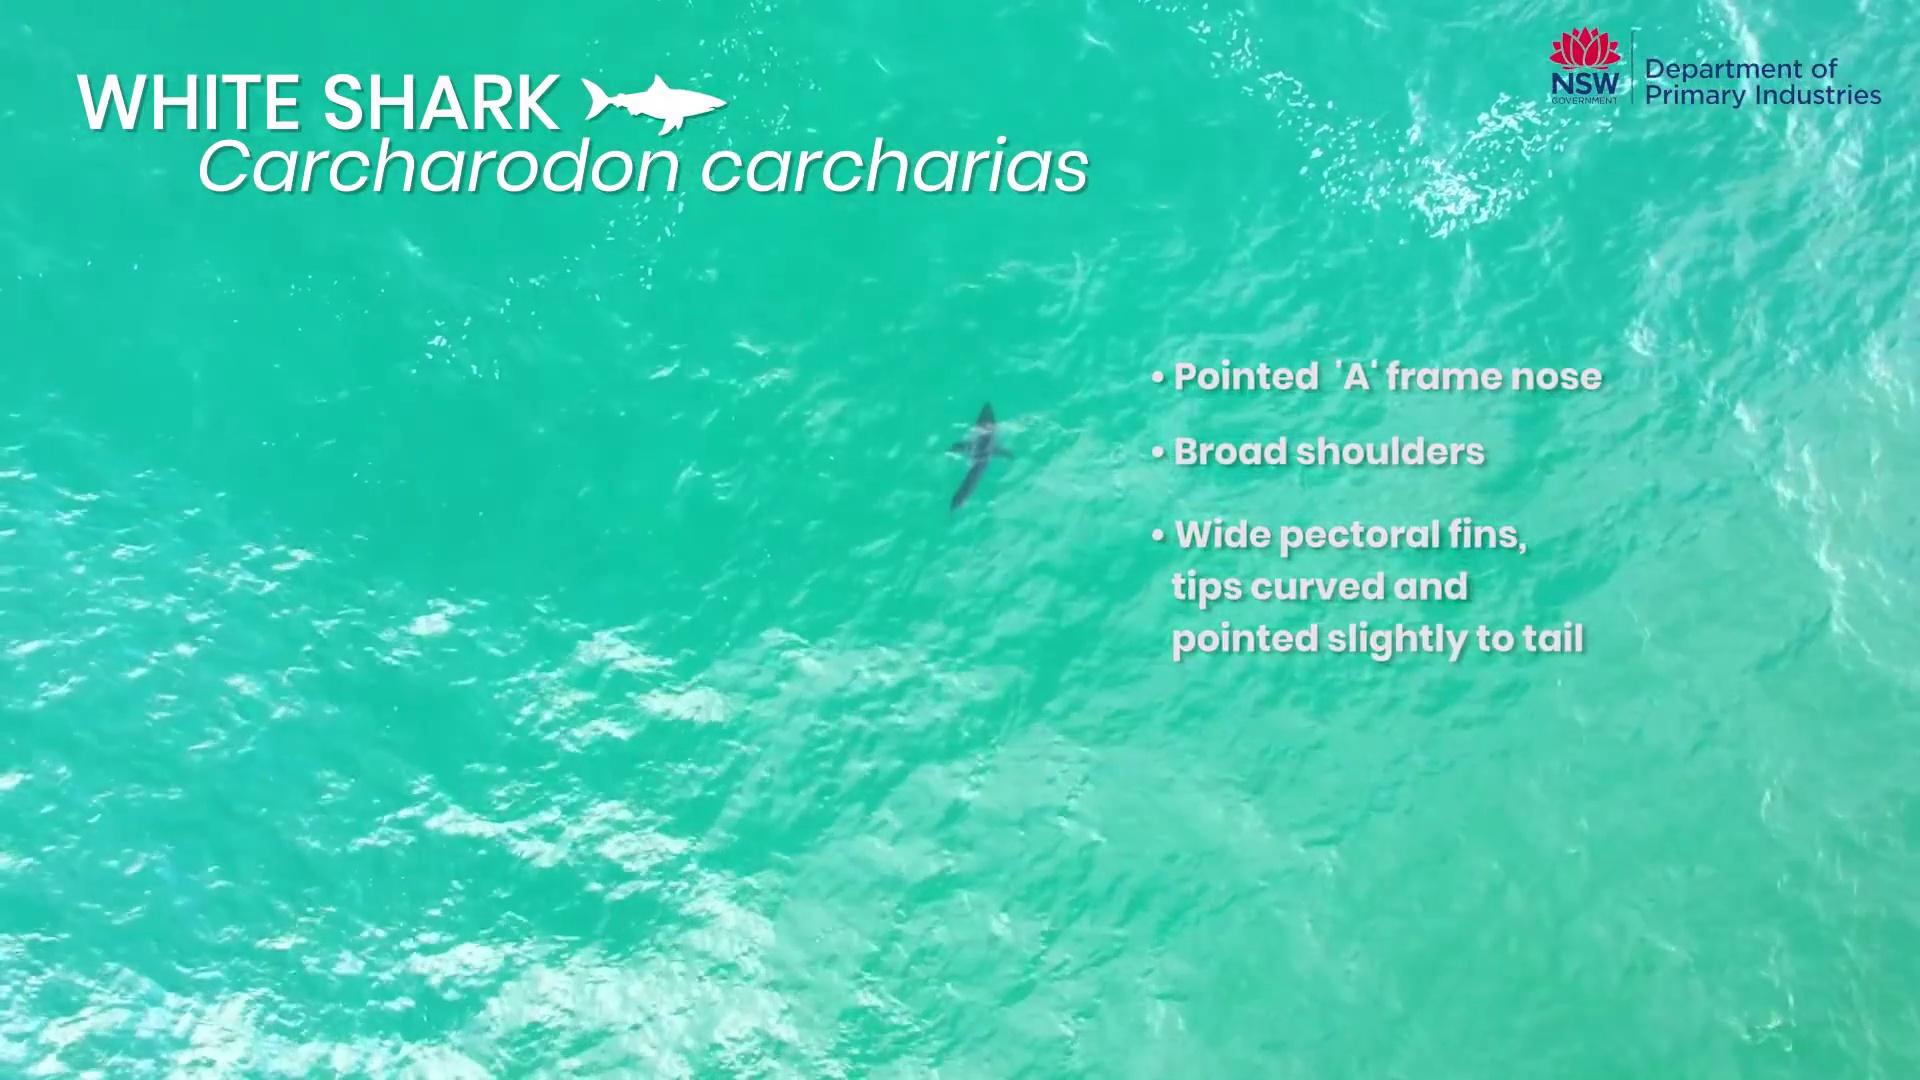 WHITE SHARK
Carcharodon carcharias
NSW
GOVERNMENT
Department of
Primary Industries
• Pointed 'A' frame nose
• Broad shoulders
• Wide pectoral fins,
tips curved and
pointed slightly to tail